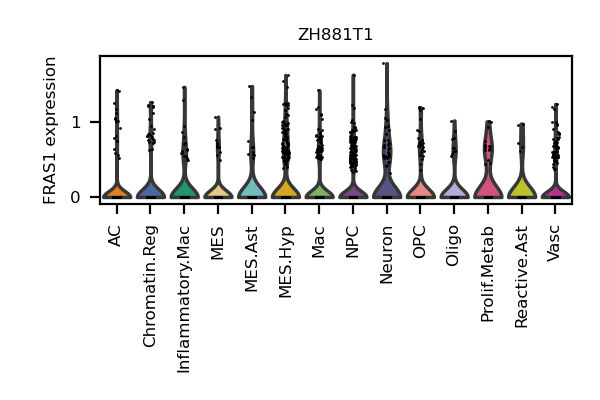 ZH881T1
FRAS1 expression
1
0
AC
Chromatin.Reg
Inflammatory.Mac
MES
MES.Ast
MES.Hyp
Mac
NPC
Neuron
OPC
Oligo
Prolif.Metab
Reactive.Ast
Vasc